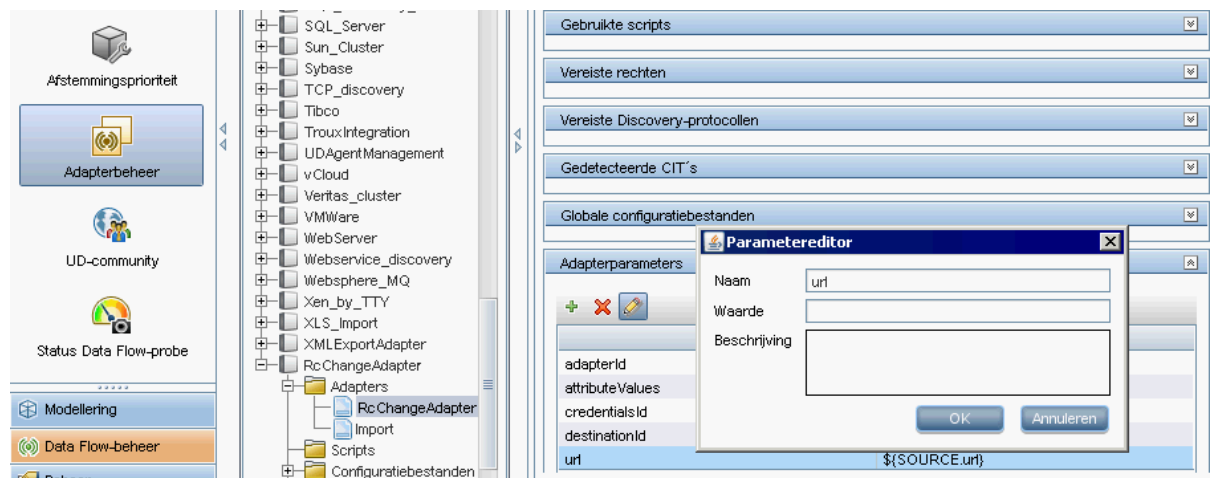 Afstemmingsprioriteit
Adapterbeheer
UD-community
Status Data Flow-probe
Modellering
Data Flow-beheer
SQL_Server
Sun_Cluster
Sybase
TCP_discovery
Tibco
TrouxIntegration
UDAgentManagement
vCloud
Veritas_cluster
VMWare
WebServer
Webservice_discovery
Websphere_MQ
Xen_by_TTY
XLS_Import
XMLExportAdapter
RcChangeAdapter
Adapters
RcChangeAdapter
Import
Scripts
Configuratiebestanden
Gebruikte scripts
Vereiste rechten
Vereiste Discovery-protocollen
Gedetecteerde CIT´s
Globale configuratiebestanden
Adapterparameters
adapterId
attributeValues
credentialsId
destinationId
url ${SOURCE.url}
Parametereditor
Naam url
Waarde
Beschrijving
OK Annuleren